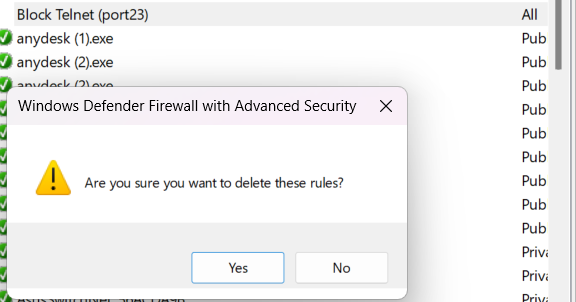 Block Telnet (port23) All
anydesk (1).exe Pub
anydesk (2).exe Pub
anydesk (2).exe Pub
Windows Defender Firewall with Advanced Security
Pub
Pub
Are you sure you want to delete these rules?
Pub
Pub
Pub
Pub
Priva
Yes No
Priva
Priva